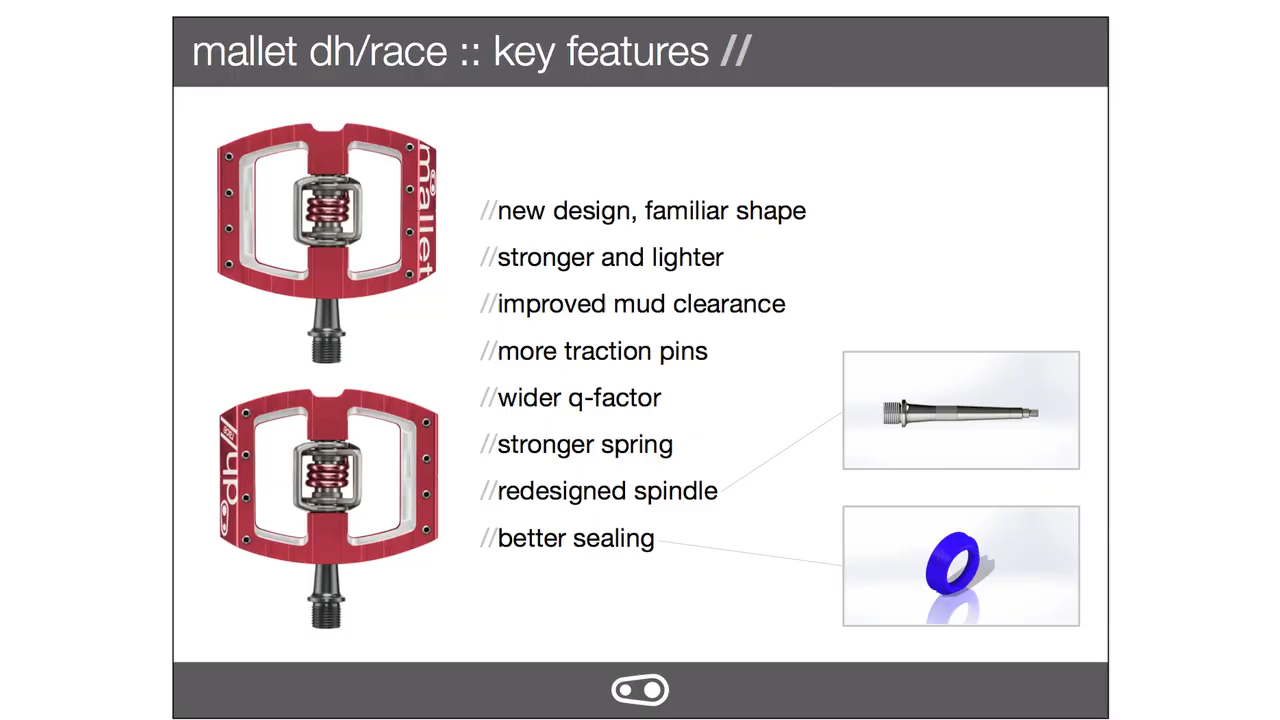 mallet dh/race :: key features //
mallet
//new design, familiar shape
//stronger and lighter
//improved mud clearance
//more traction pins
//wider q-factor
//stronger spring
//redesigned spindle
//better sealing
dh/
race